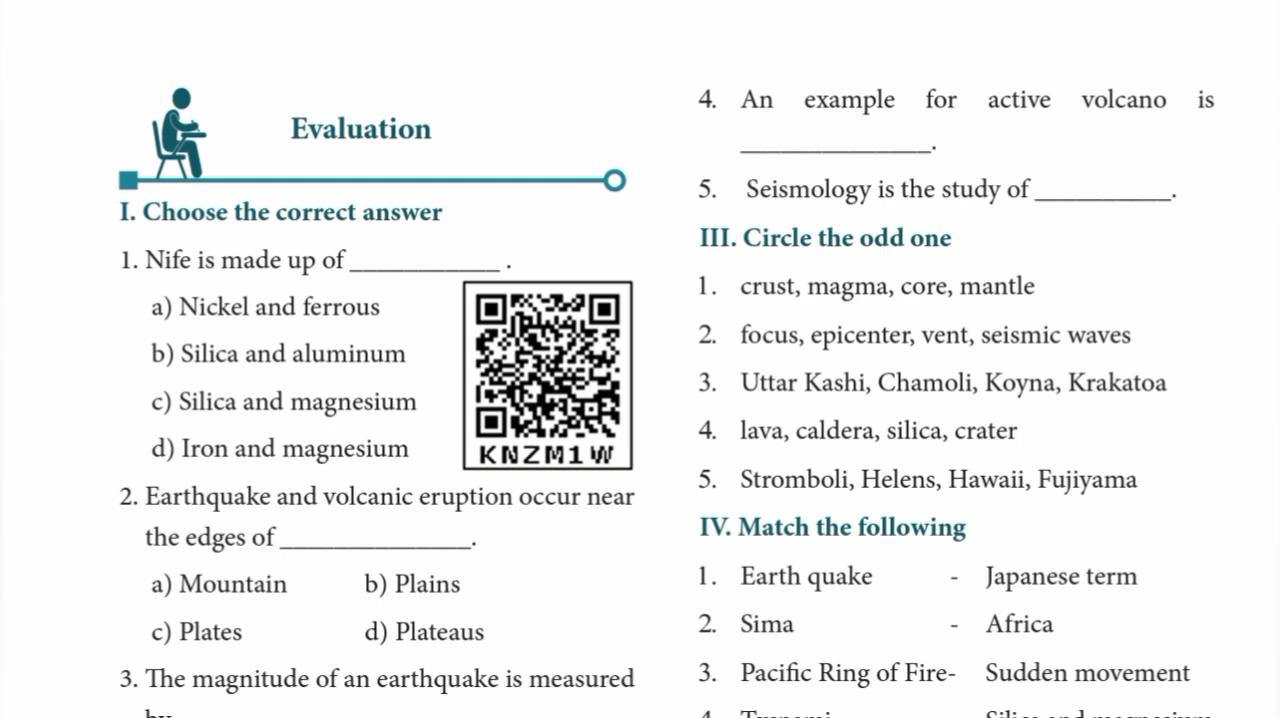 Evaluation
I. Choose the correct answer
1. Nife is made up of ___________ .
a) Nickel and ferrous
b) Silica and aluminum
c) Silica and magnesium
d) Iron and magnesium
KNZM1W
2. Earthquake and volcanic eruption occur near
the edges of ______________.
a) Mountain b) Plains
c) Plates d) Plateaus
3. The magnitude of an earthquake is measured
4. An example for active volcano is
______________.
5. Seismology is the study of __________.
III. Circle the odd one
1. crust, magma, core, mantle
2. focus, epicenter, vent, seismic waves
3. Uttar Kashi, Chamoli, Koyna, Krakatoa
4. lava, caldera, silica, crater
5. Stromboli, Helens, Hawaii, Fujiyama
IV. Match the following
1. Earth quake - Japanese term
2. Sima - Africa
3. Pacific Ring of Fire- Sudden movement